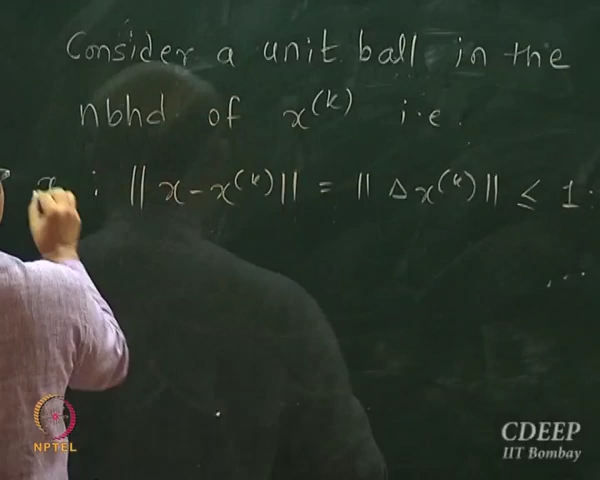 Consider a unit ball in the
nbhd of x^(k) i.e.
x : ||x - x^(k)|| = ||Δx^(k)|| ≤ 1.
NPTEL
CDEEP
IIT Bombay